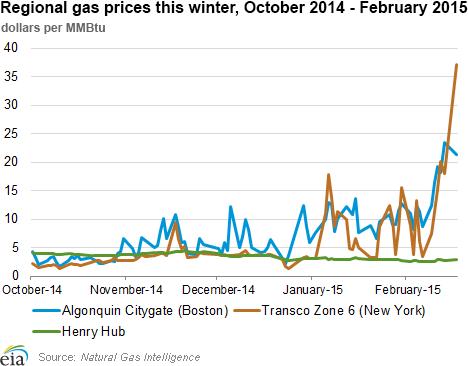 Regional gas prices this winter, October 2014 - February 2015
dollars per MMBtu
40
35
30
25
20
15
10
5
0
October-14 November-14 December-14 January-15 February-15
Algonquin Citygate (Boston) Transco Zone 6 (New York)
Henry Hub
eia Source: Natural Gas Intelligence